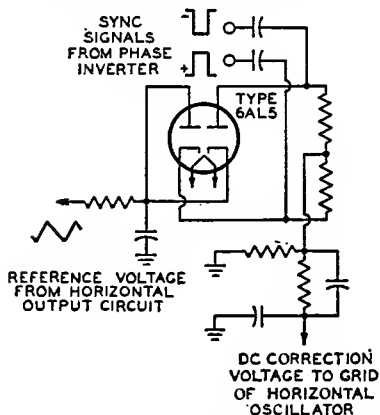 SYNC
SIGNALS
FROM PHASE
INVERTER
−
+
TYPE
6AL5
REFERENCE VOLTAGE
FROM HORIZONTAL
OUTPUT CIRCUIT
DC CORRECTION
VOLTAGE TO GRID
OF HORIZONTAL
OSCILLATOR